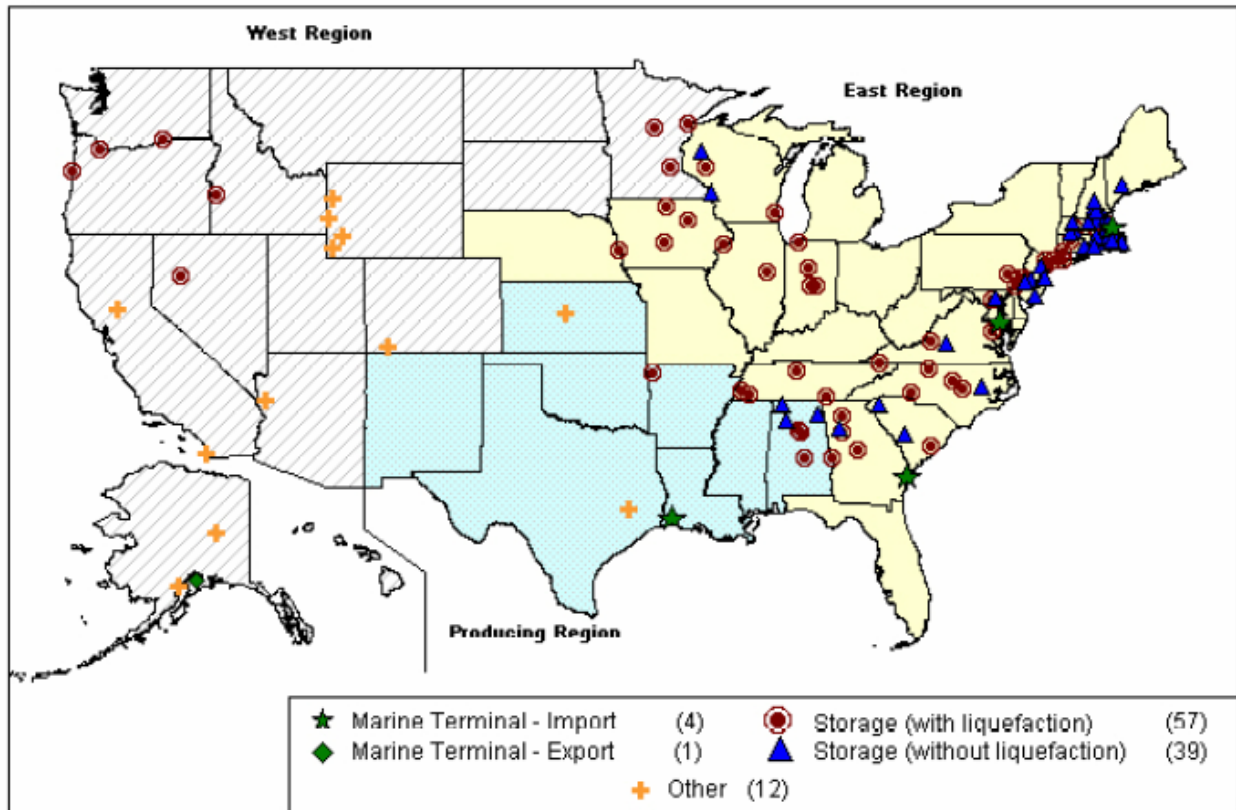 West Region
East Region
Producing Region
Marine Terminal - Import (4)
Storage (with liquefaction) (57)
Marine Terminal - Export (1)
Storage (without liquefaction) (39)
Other (12)